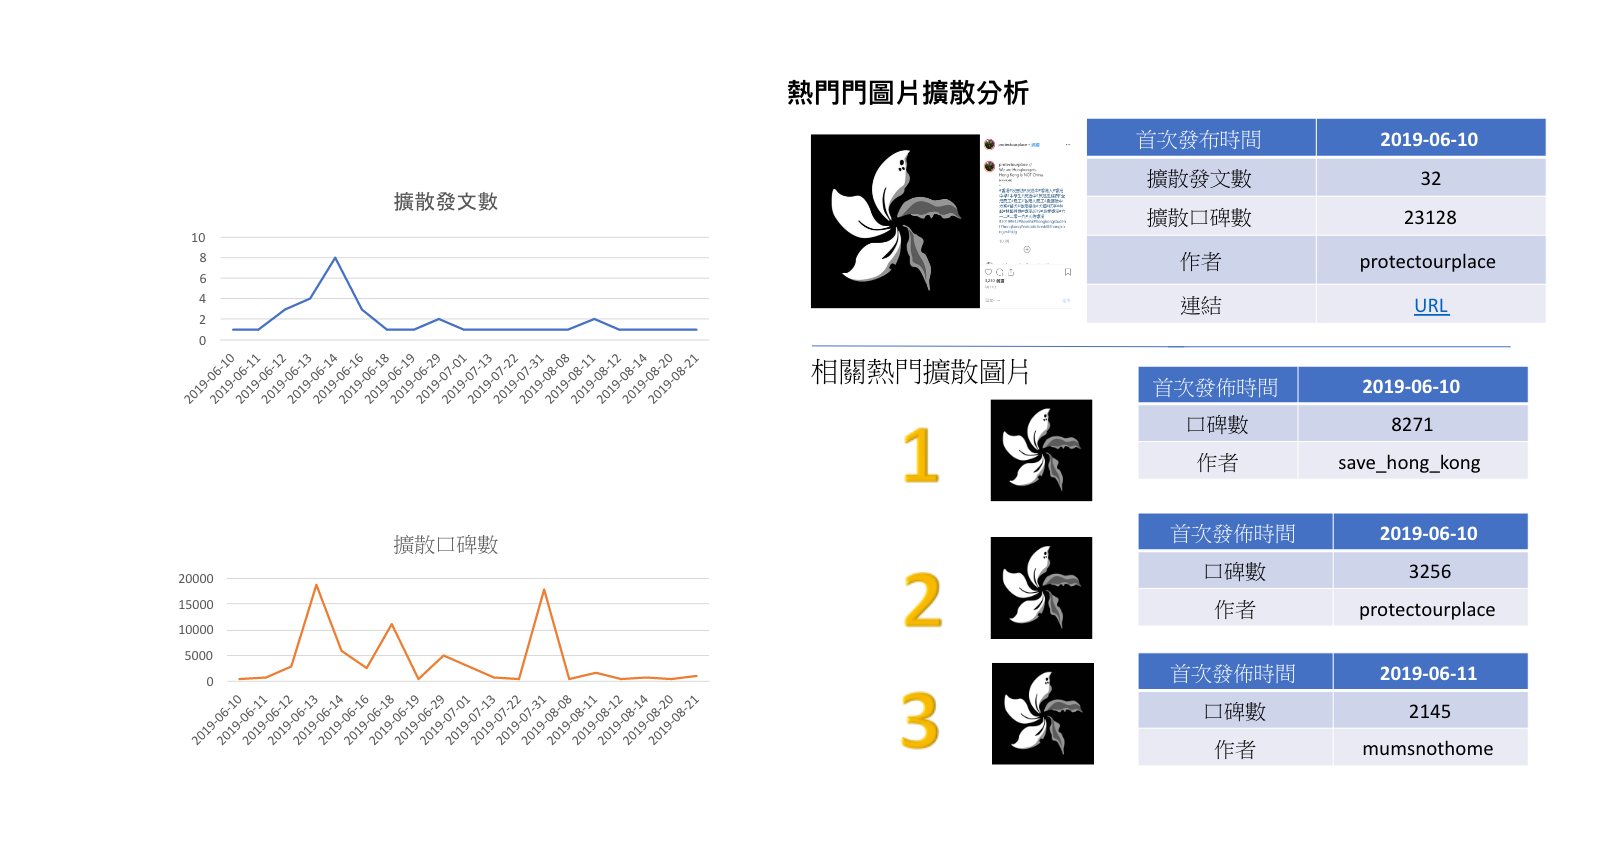 熱門門圖片擴散分析
擴散發文數
10
8
6
4
2
0
2019-06-10
2019-06-11
2019-06-12
2019-06-13
2019-06-14
2019-06-16
2019-06-18
2019-06-19
2019-06-29
2019-07-01
2019-07-13
2019-07-22
2019-07-31
2019-08-08
2019-08-11
2019-08-12
2019-08-14
2019-08-20
2019-08-21
擴散口碑數
20000
15000
10000
5000
0
2019-06-10
2019-06-11
2019-06-12
2019-06-13
2019-06-14
2019-06-16
2019-06-18
2019-06-19
2019-06-29
2019-07-01
2019-07-13
2019-07-22
2019-07-31
2019-08-08
2019-08-11
2019-08-12
2019-08-14
2019-08-20
2019-08-21
protectourplace
protectourplace
We are Hongkongers.
Hong Kong is NOT China.
首次發布時間 2019-06-10
擴散發文數 32
擴散口碑數 23128
作者 protectourplace
連結 URL
相關熱門擴散圖片
1
首次發佈時間 2019-06-10
口碑數 8271
作者 save_hong_kong
2
首次發佈時間 2019-06-10
口碑數 3256
作者 protectourplace
3
首次發佈時間 2019-06-11
口碑數 2145
作者 mumsnothome